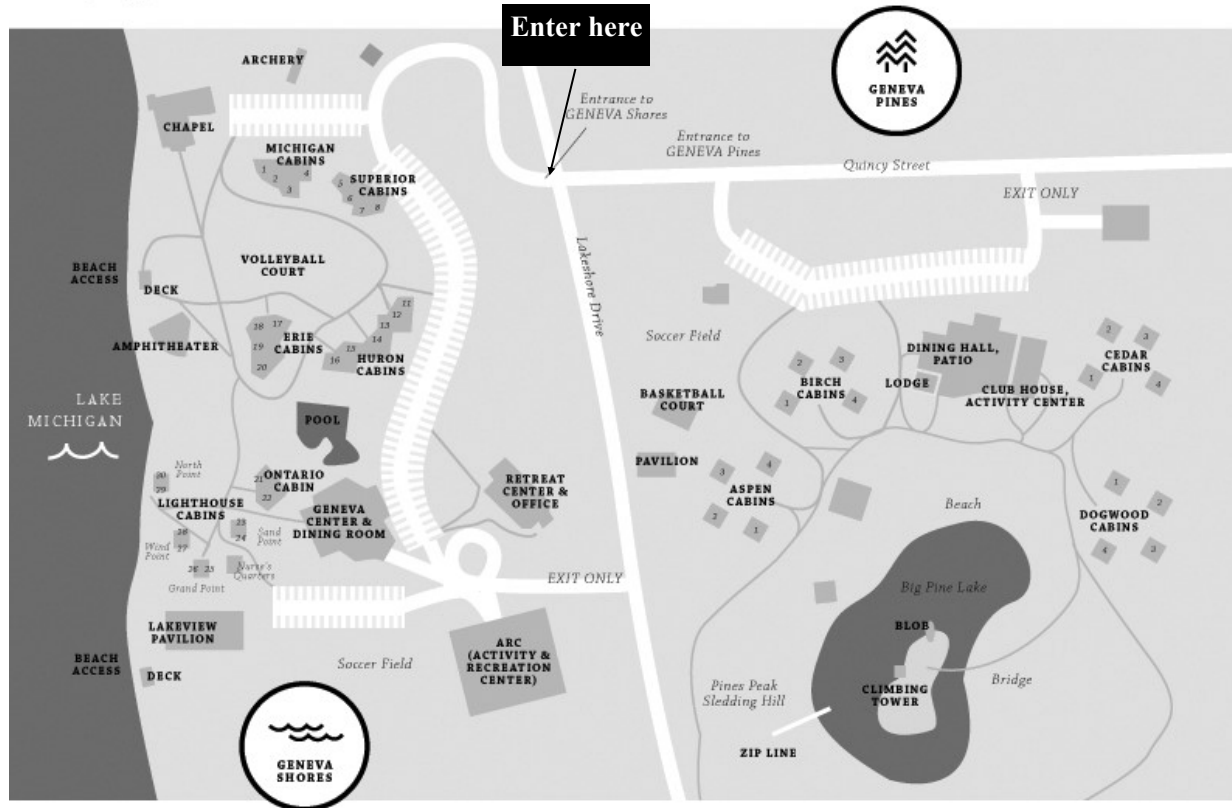 Enter here
ARCHERY
CHAPEL
MICHIGAN
CABINS
1
2
3
4
SUPERIOR
CABINS
5
6
7
8
Entrance to
GENEVA Shores
GENEVA
PINES
Entrance to
GENEVA Pines
Quincy Street
EXIT ONLY
BEACH
ACCESS
DECK
VOLLEYBALL
COURT
Lakeshore Drive
AMPHITHEATER
18
17
19
20
ERIE
CABINS
11
12
13
14
15
16
HURON
CABINS
Soccer Field
BASKETBALL
COURT
PAVILION
2
3
1
4
BIRCH
CABINS
LODGE
DINING HALL,
PATIO
CLUB HOUSE,
ACTIVITY CENTER
2
3
1
4
CEDAR
CABINS
LAKE
MICHIGAN
POOL
North
Point
30
29
LIGHTHOUSE
CABINS
21
22
ONTARIO
CABIN
23
24
Sand
Point
GENEVA
CENTER &
DINING ROOM
RETREAT
CENTER &
OFFICE
3
4
2
1
ASPEN
CABINS
Beach
1
2
4
3
DOGWOOD
CABINS
Wind
Point
28
27
26
25
Grand Point
Nurse's
Quarters
EXIT ONLY
Big Pine Lake
BLOB
CLIMBING
TOWER
Bridge
LAKEVIEW
PAVILION
BEACH
ACCESS
DECK
Soccer Field
ARC
(ACTIVITY &
RECREATION
CENTER)
Pines Peak
Sledding Hill
ZIP LINE
GENEVA
SHORES